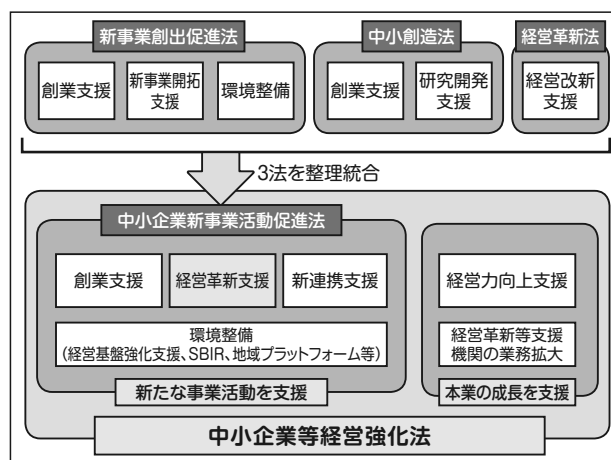 新事業創出促進法
中小創造法
経営革新法
創業支援
新事業開拓
支援
環境整備
創業支援
研究開発
支援
経営改新
支援
3法を整理統合
中小企業新事業活動促進法
創業支援
経営革新支援
新連携支援
環境整備
(経営基盤強化支援、SBIR、地域プラットフォーム等)
新たな事業活動を支援
経営力向上支援
経営革新等支援
機関の業務拡大
本業の成長を支援
中小企業等経営強化法